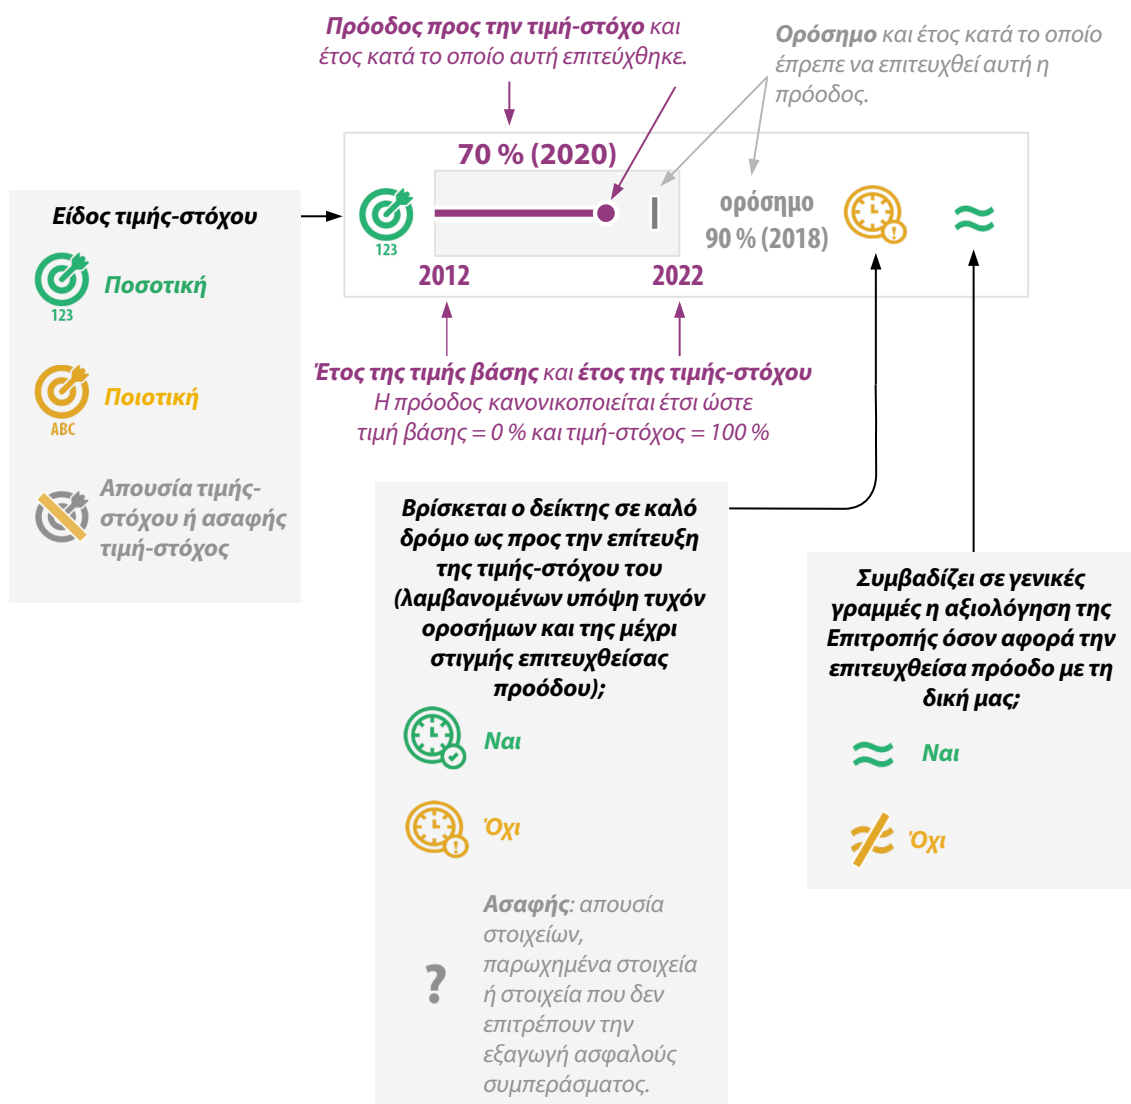 Πρόοδος προς την τιμή-στόχο και
έτος κατά το οποίο αυτή επιτεύχθηκε.
Ορόσημο και έτος κατά το οποίο
έπρεπε να επιτευχθεί αυτή η
πρόοδος.
70 % (2020)
123
ορόσημο
90 % (2018)
2012
2022
Έτος της τιμής βάσης και έτος της τιμής-στόχου
Η πρόοδος κανονικοποιείται έτσι ώστε
τιμή βάσης = 0 % και τιμή-στόχος = 100 %
Είδος τιμής-στόχου
Ποσοτική
123
Ποιοτική
ABC
Απουσία τιμής-
στόχου ή ασαφής
τιμή-στόχος
Βρίσκεται ο δείκτης σε καλό
δρόμο ως προς την επίτευξη
της τιμής-στόχου του
(λαμβανομένων υπόψη τυχόν
οροσήμων και της μέχρι
στιγμής επιτευχθείσας
προόδου);
Ναι
Όχι
?
Ασαφής: απουσία
στοιχείων,
παρωχημένα στοιχεία
ή στοιχεία που δεν
επιτρέπουν την
εξαγωγή ασφαλούς
συμπεράσματος.
Συμβαδίζει σε γενικές
γραμμές η αξιολόγηση της
Επιτροπής όσον αφορά την
επιτευχθείσα πρόοδο με τη
δική μας;
Ναι
Όχι